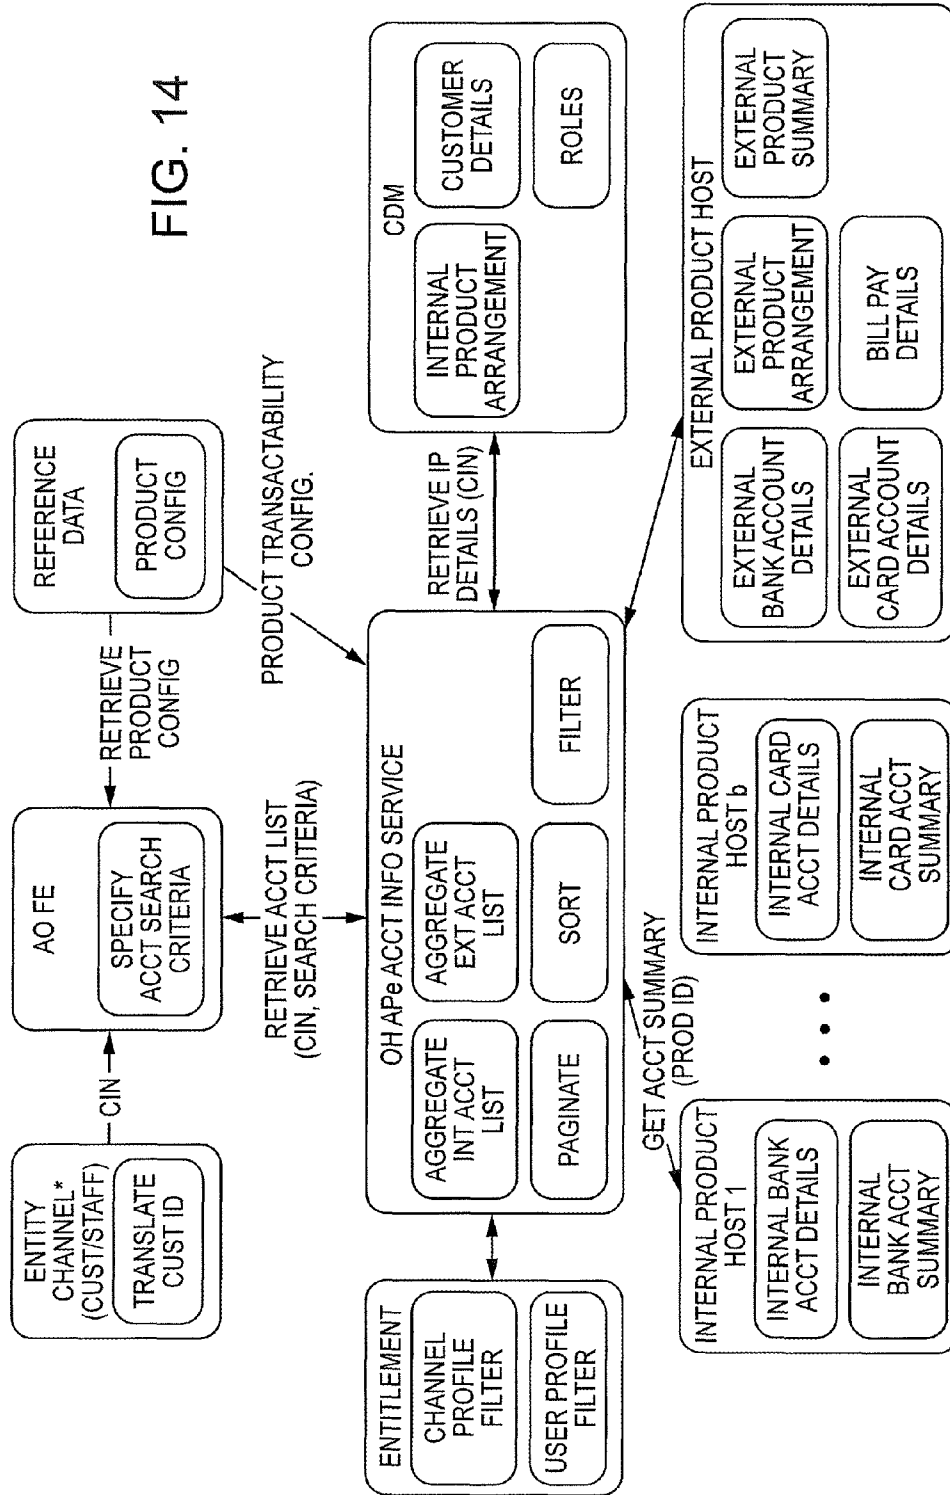 FIG. 14
ENTITY
CHANNEL*
(CUST/STAFF)
TRANSLATE
CUST ID
CIN
AO FE
SPECIFY
ACCT SEARCH
CRITERIA
RETRIEVE
PRODUCT
CONFIG
REFERENCE
DATA
PRODUCT
CONFIG
RETRIEVE ACCT LIST
(CIN, SEARCH CRITERIA)
PRODUCT TRANSACTABILITY
CONFIG.
ENTITLEMENT
CHANNEL
PROFILE
FILTER
USER PROFILE
FILTER
OH APe ACCT INFO SERVICE
AGGREGATE
INT ACCT
LIST
AGGREGATE
EXT ACCT
LIST
PAGINATE
SORT
FILTER
RETRIEVE IP
DETAILS (CIN)
CDM
INTERNAL
PRODUCT
ARRANGEMENT
CUSTOMER
DETAILS
ROLES
GET ACCT SUMMARY
(PROD ID)
INTERNAL PRODUCT
HOST 1
INTERNAL BANK
ACCT DETAILS
INTERNAL
BANK ACCT
SUMMARY
• • •
INTERNAL PRODUCT
HOST b
INTERNAL CARD
ACCT DETAILS
INTERNAL
CARD ACCT
SUMMARY
EXTERNAL PRODUCT HOST
EXTERNAL
BANK ACCOUNT
DETAILS
EXTERNAL
PRODUCT
ARRANGEMENT
EXTERNAL
PRODUCT
SUMMARY
EXTERNAL
CARD ACCOUNT
DETAILS
BILL PAY
DETAILS